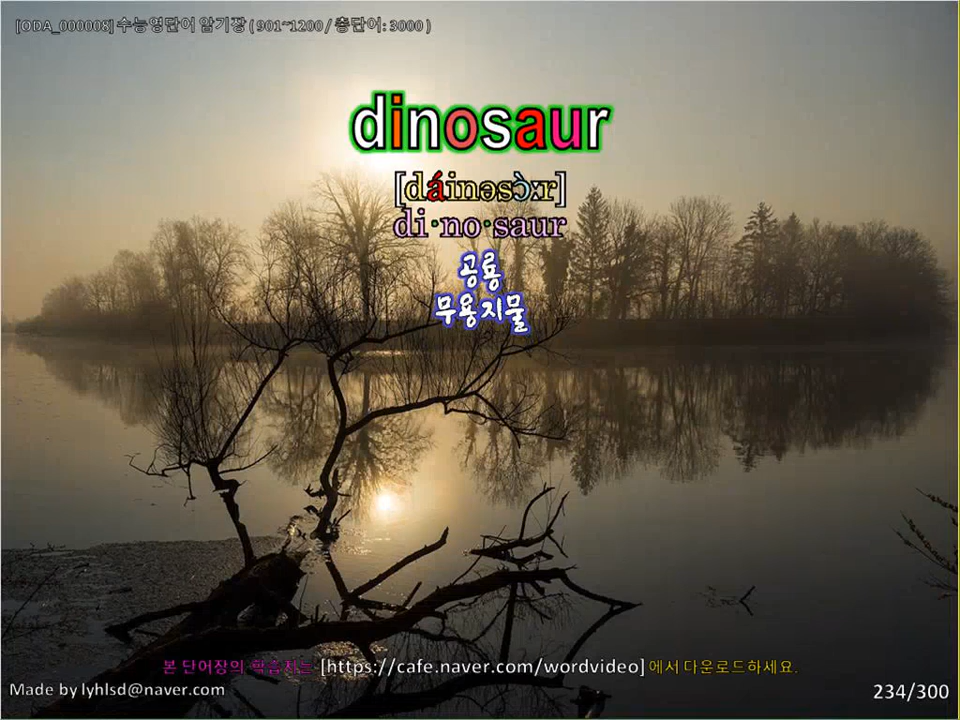 [ODA_000008] 수능영단어 암기장 ( 901~1200 / 총단어: 3000 )
dinosaur
[dáinəsɔ̀ːr]
di·no·saur
공룡
무용지물
본 단어장의 학습자는 [https://cafe.naver.com/wordvideo] 에서 다운로드하세요.
Made by lyhlsd@naver.com
234/300